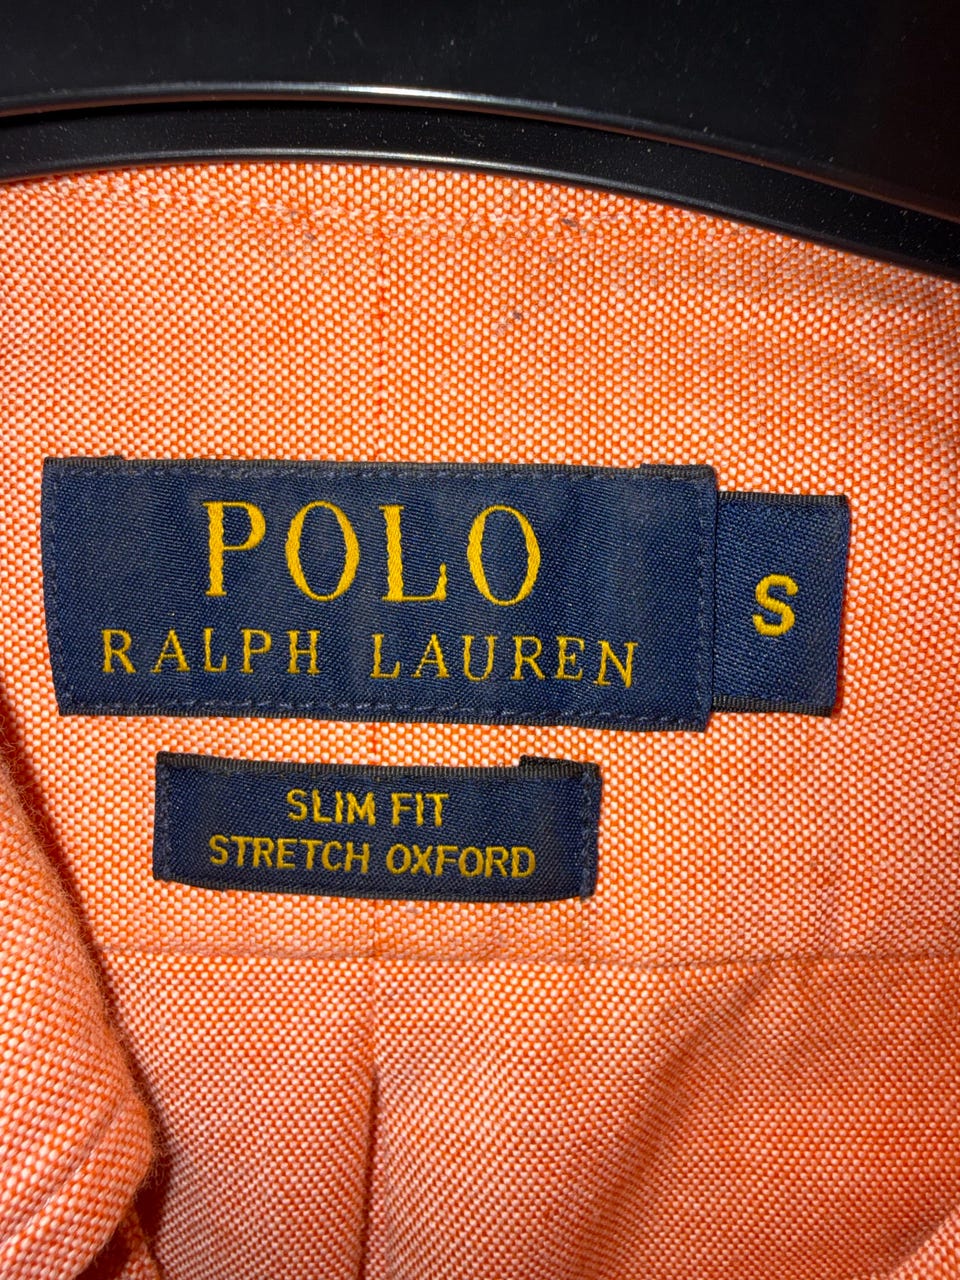 POLO
RALPH LAUREN
S
SLIM FIT
STRETCH OXFORD